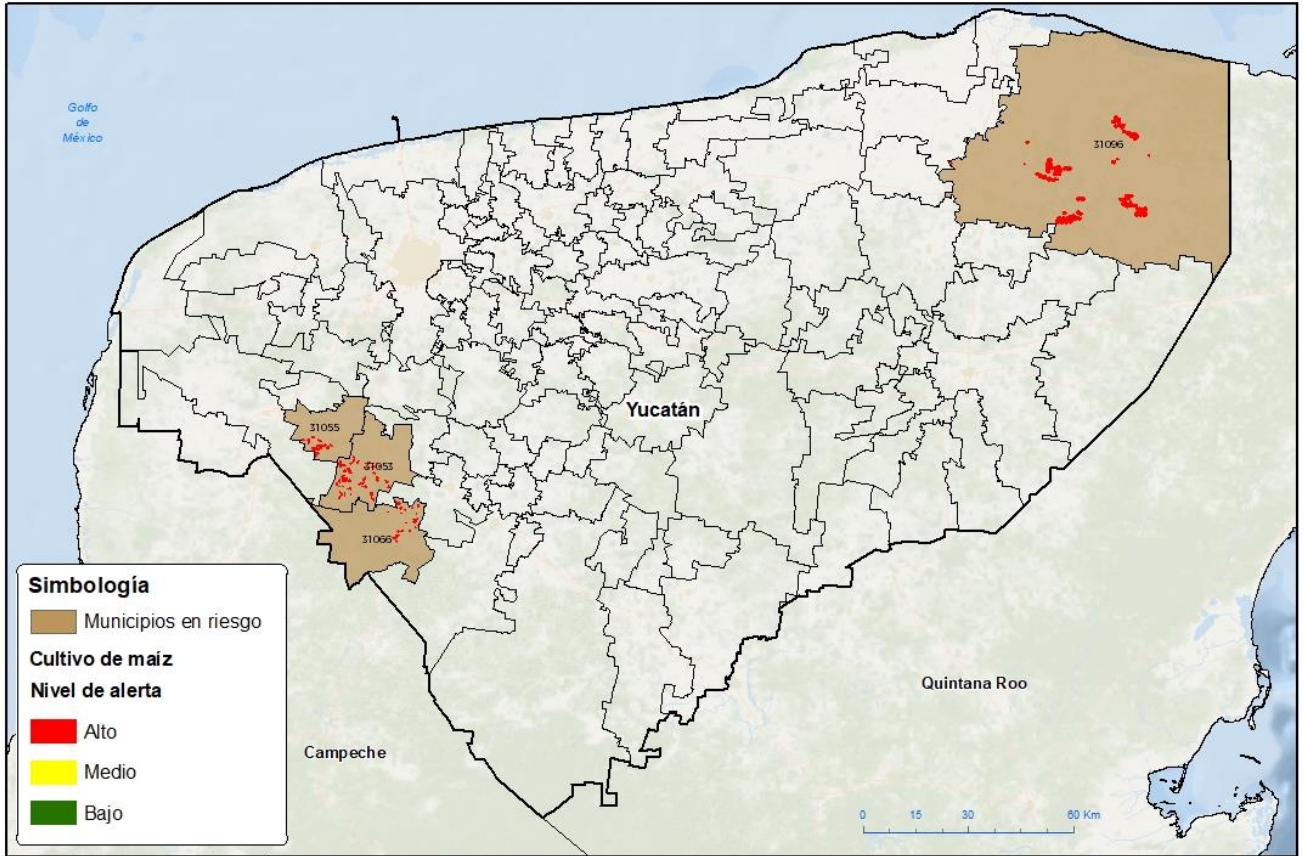 Golfo
de
México
31096
Yucatán
31055
31053
31066
Simbología
Municipios en riesgo
Cultivo de maíz
Nivel de alerta
Alto
Medio
Bajo
Campeche
Quintana Roo
0 15 30 60 Km